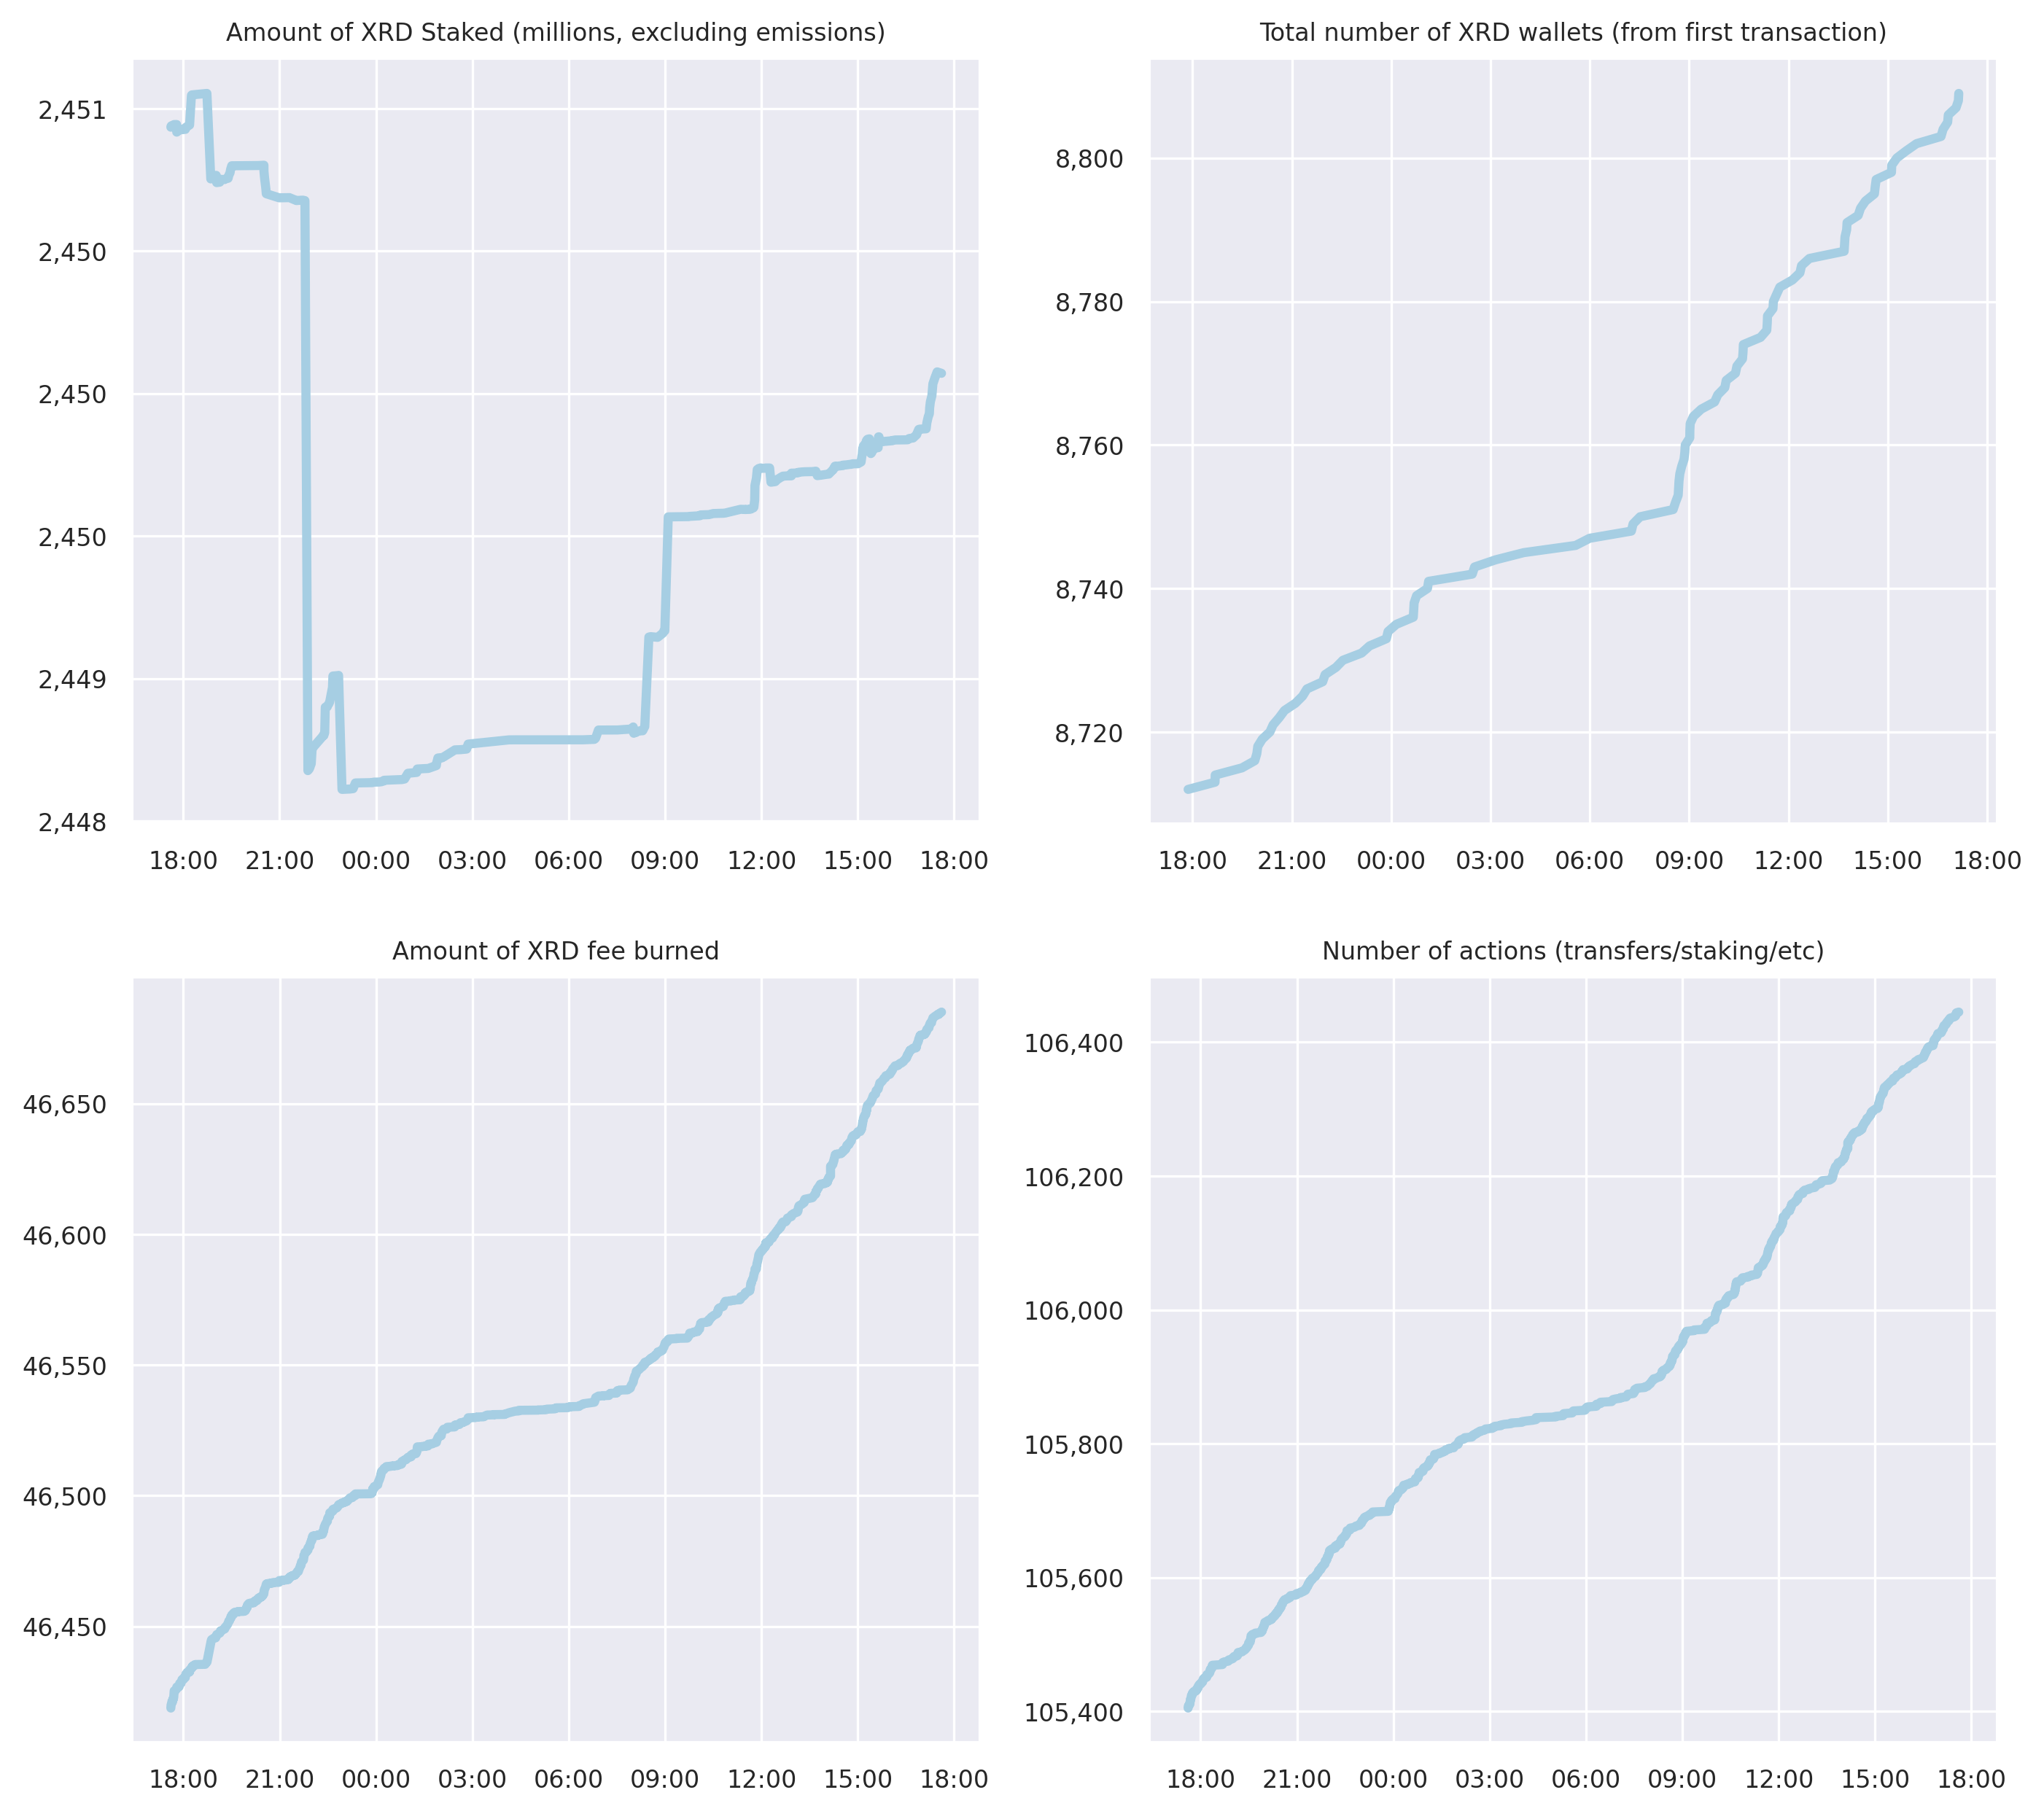 Amount of XRD Staked (millions, excluding emissions)
2,451
2,450
2,450
2,450
2,449
2,448
18:00 21:00 00:00 03:00 06:00 09:00 12:00 15:00 18:00
Total number of XRD wallets (from first transaction)
8,800
8,780
8,760
8,740
8,720
18:00 21:00 00:00 03:00 06:00 09:00 12:00 15:00 18:00
Amount of XRD fee burned
46,650
46,600
46,550
46,500
46,450
18:00 21:00 00:00 03:00 06:00 09:00 12:00 15:00 18:00
Number of actions (transfers/staking/etc)
106,400
106,200
106,000
105,800
105,600
105,400
18:00 21:00 00:00 03:00 06:00 09:00 12:00 15:00 18:00